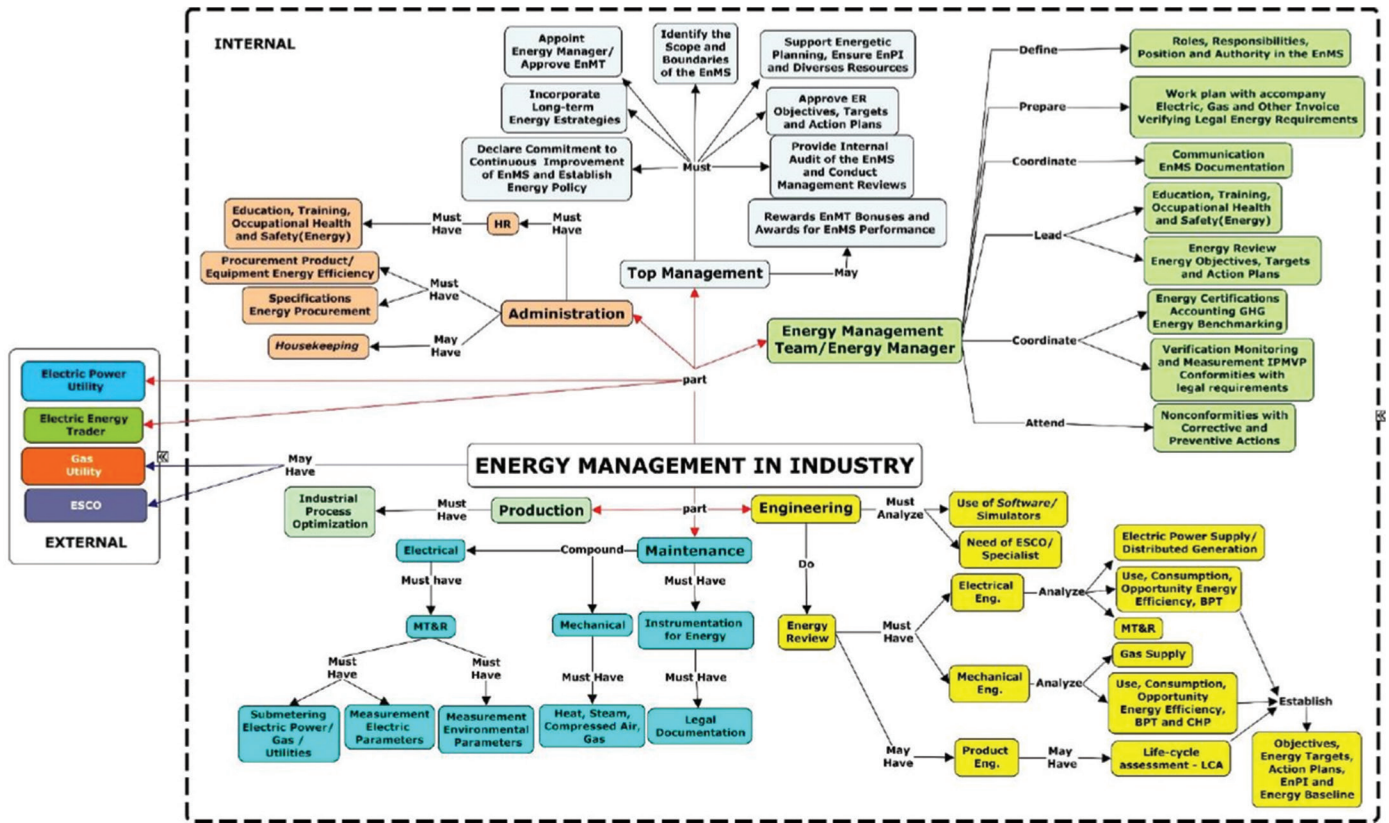 INTERNAL
Appoint
Energy Manager/
Approve EnMT
Identify the
Scope and
Boundaries
of the EnMS
Support Energetic
Planning, Ensure EnPI
and Diverses Resources
Incorporate
Long-term
Energy Estrategies
Approve ER
Objectives, Targets
and Action Plans
Declare Commitment to
Continuous Improvement
of EnMS and Establish
Energy Policy
Must
Provide Internal
Audit of the EnMS
and Conduct
Management Reviews
Rewards EnMT Bonuses and
Awards for EnMS Performance
Top Management
May
Education, Training,
Occupational Health
and Safety(Energy)
Must
Have
HR
Must
Have
Procurement Product/
Equipment Energy Efficiency
Specifications
Energy Procurement
Must
Have
Administration
Housekeeping
May
Have
Energy Management
Team/Energy Manager
Define
Roles, Responsibilities,
Position and Authority in the EnMS
Prepare
Work plan with accompany
Electric, Gas and Other Invoice
Verifying Legal Energy Requirements
Coordinate
Communication
EnMS Documentation
Lead
Education, Training,
Occupational Health
and Safety(Energy)
Energy Review
Energy Objectives, Targets
and Action Plans
Coordinate
Energy Certifications
Accounting GHG
Energy Benchmarking
Verification Monitoring
and Measurement IPMVP
Conformities with
legal requirements
Attend
Nonconformities with
Corrective and
Preventive Actions
part
Electric Power
Utility
Electric Energy
Trader
Gas
Utility
ESCO
EXTERNAL
May
Have
ENERGY MANAGEMENT IN INDUSTRY
part
Industrial
Process
Optimization
Must
Have
Production
Engineering
Must
Analyze
Use of Software/
Simulators
Need of ESCO/
Specialist
Electrical
Compound
Maintenance
Must have
MT&R
Must
Have
Must
Have
Submetering
Electric Power/
Gas /
Utilities
Measurement
Electric
Parameters
Measurement
Environmental
Parameters
Mechanical
Must Have
Heat, Steam,
Compressed Air,
Gas
Must Have
Instrumentation
for Energy
Must Have
Legal
Documentation
Do
Energy
Review
Must
Have
Electrical
Eng.
Analyze
Electric Power Supply/
Distributed Generation
Use, Consumption,
Opportunity Energy
Efficiency, BPT
MT&R
Mechanical
Eng.
Analyze
Gas Supply
Use, Consumption,
Opportunity
Energy Efficiency,
BPT and CHP
May
Have
Product
Eng.
May
Have
Life-cycle
assessment - LCA
Establish
Objectives,
Energy Targets,
Action Plans,
EnPI and
Energy Baseline